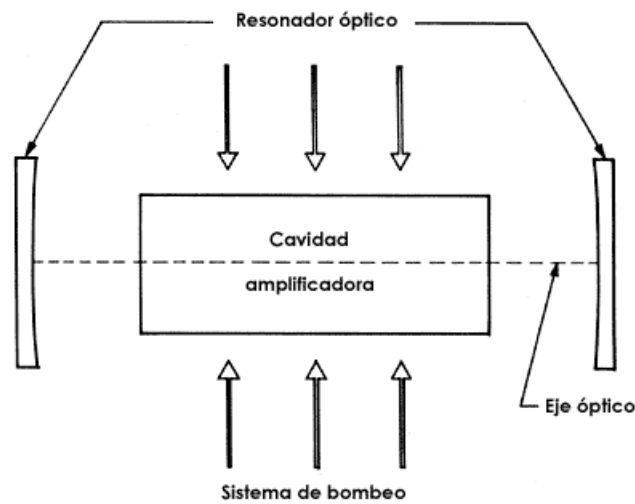 Resonador óptico
Cavidad
amplificadora
Eje óptico
Sistema de bombeo